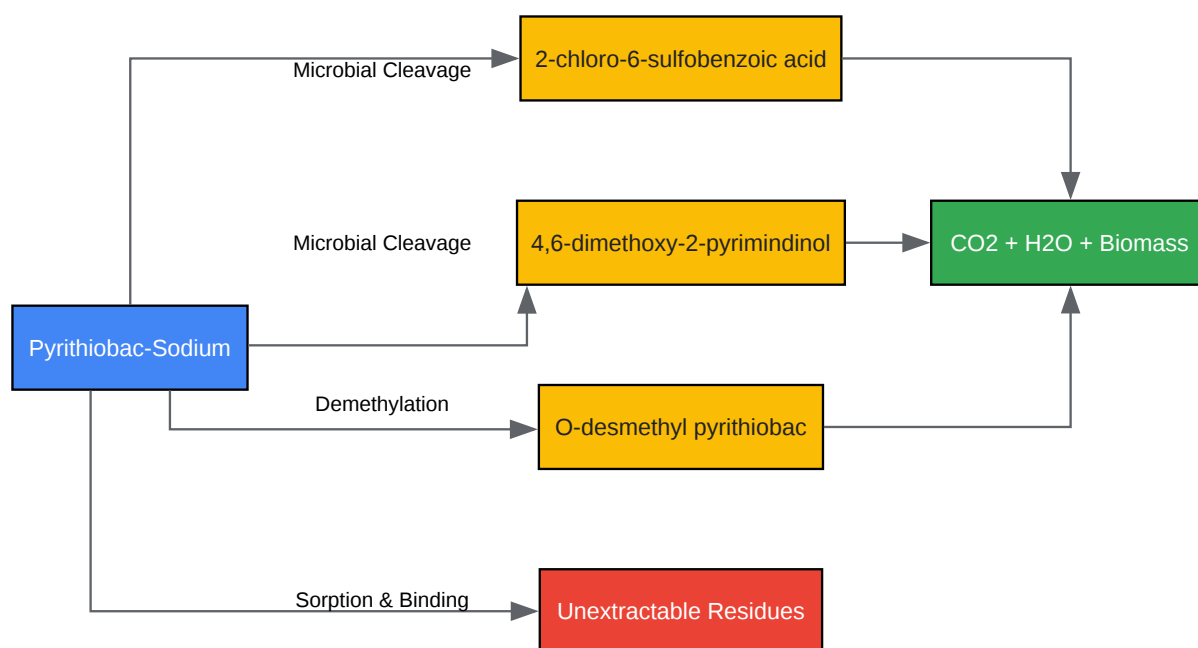 2-chloro-6-sulfobenzoic acid
Microbial Cleavage
Microbial Cleavage
4,6-dimethoxy-2-pyrimindinol
CO2 + H2O + Biomass
Pyrithiobac-Sodium
Demethylation
O-desmethyl pyrithiobac
Sorption & Binding
Unextractable Residues